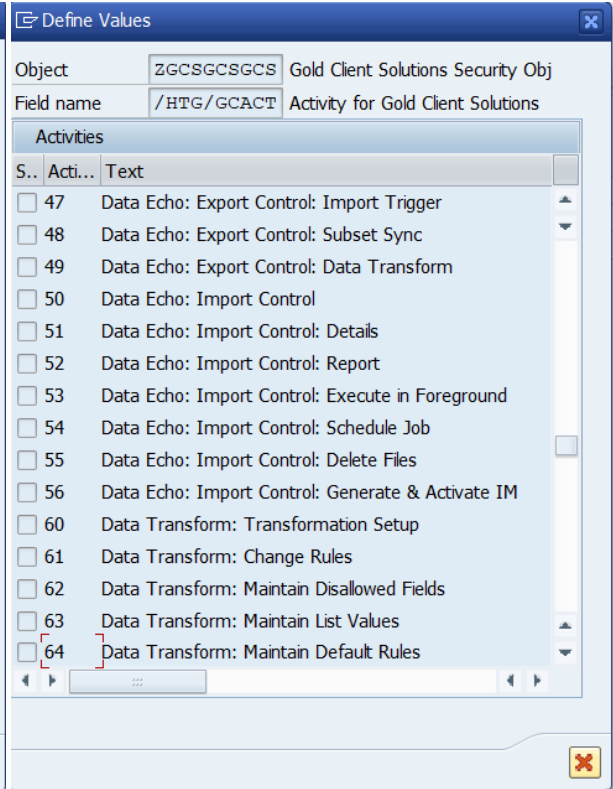 Define Values
Object ZGCSGCSGCS Gold Client Solutions Security Obj
Field name /HTG/GCACT Activity for Gold Client Solutions
Activities
S.. Acti... Text
47 Data Echo: Export Control: Import Trigger
48 Data Echo: Export Control: Subset Sync
49 Data Echo: Export Control: Data Transform
50 Data Echo: Import Control
51 Data Echo: Import Control: Details
52 Data Echo: Import Control: Report
53 Data Echo: Import Control: Execute in Foreground
54 Data Echo: Import Control: Schedule Job
55 Data Echo: Import Control: Delete Files
56 Data Echo: Import Control: Generate & Activate IM
60 Data Transform: Transformation Setup
61 Data Transform: Change Rules
62 Data Transform: Maintain Disallowed Fields
63 Data Transform: Maintain List Values
64 Data Transform: Maintain Default Rules